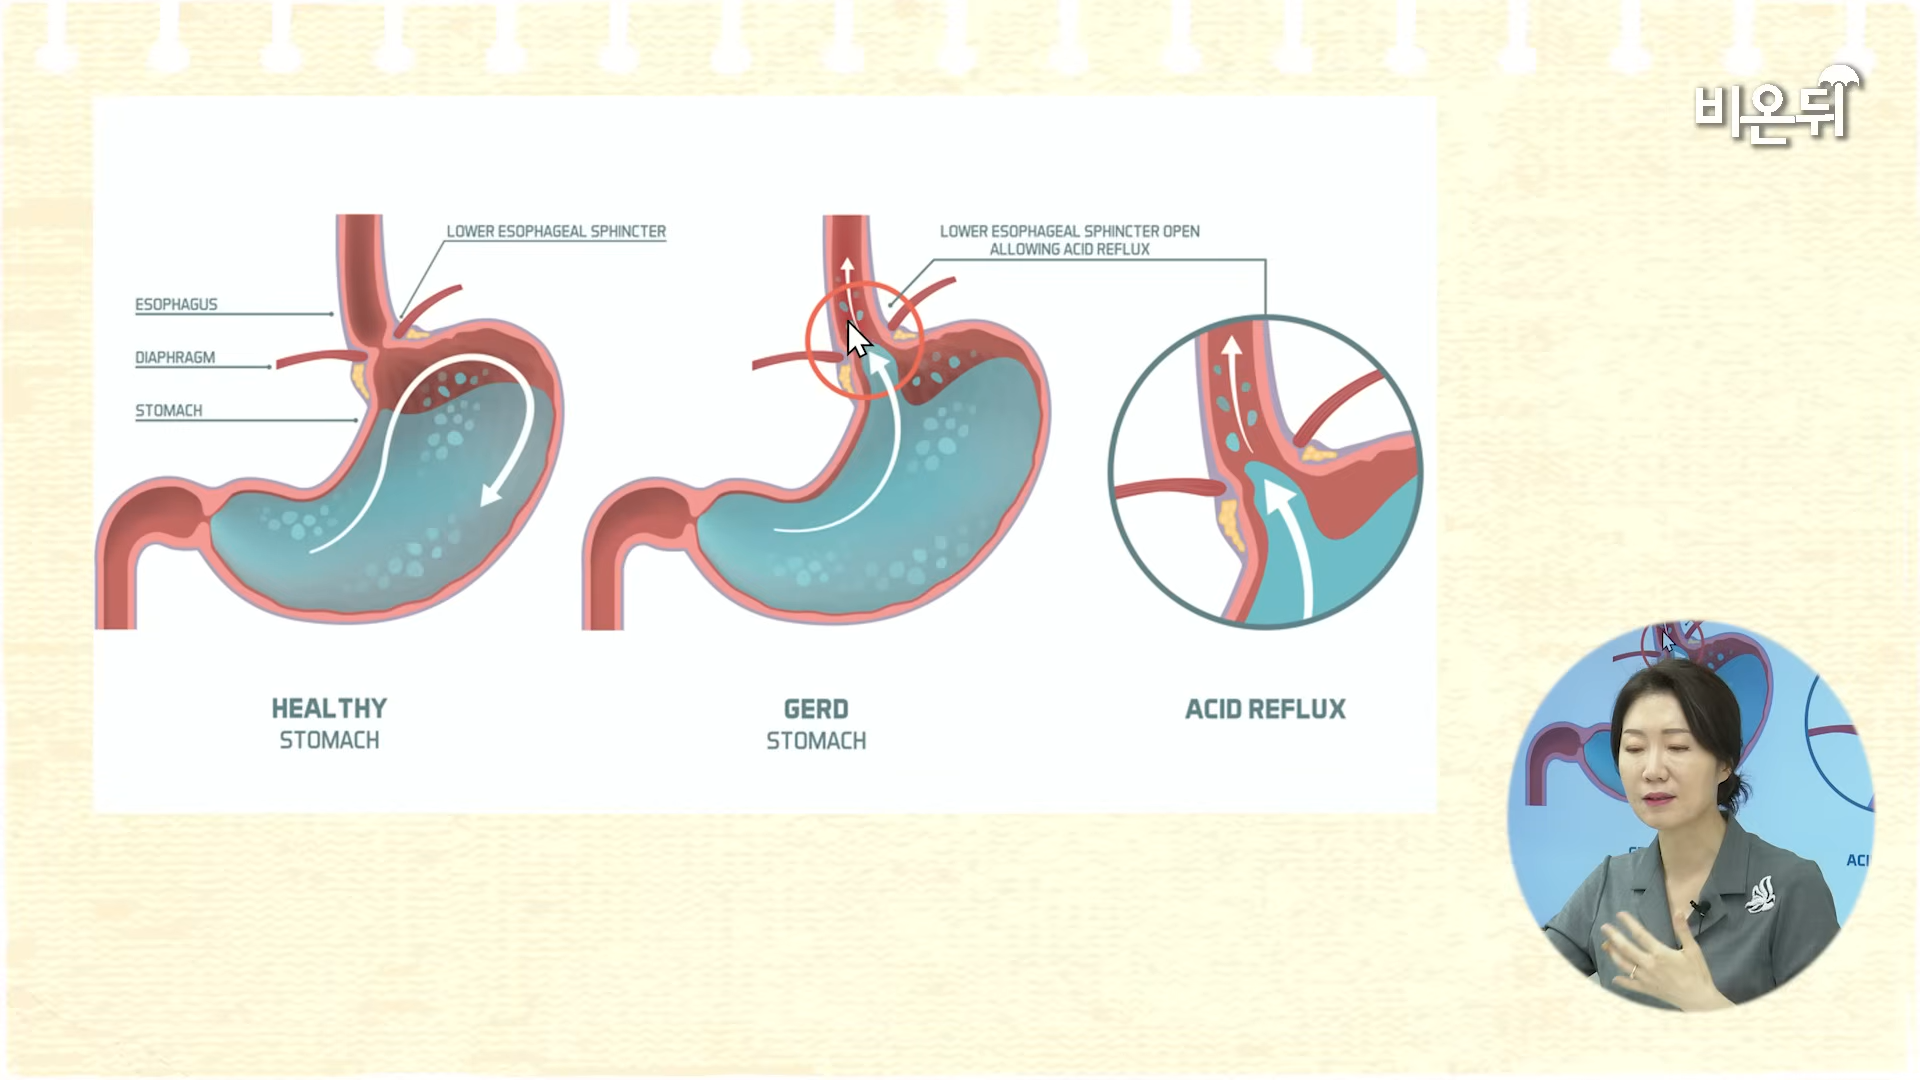 비온뒤
LOWER ESOPHAGEAL SPHINCTER
LOWER ESOPHAGEAL SPHINCTER OPEN
ALLOWING ACID REFLUX
ESOPHAGUS
DIAPHRAGM
STOMACH
HEALTHY
STOMACH
GERD
STOMACH
ACID REFLUX
ACI